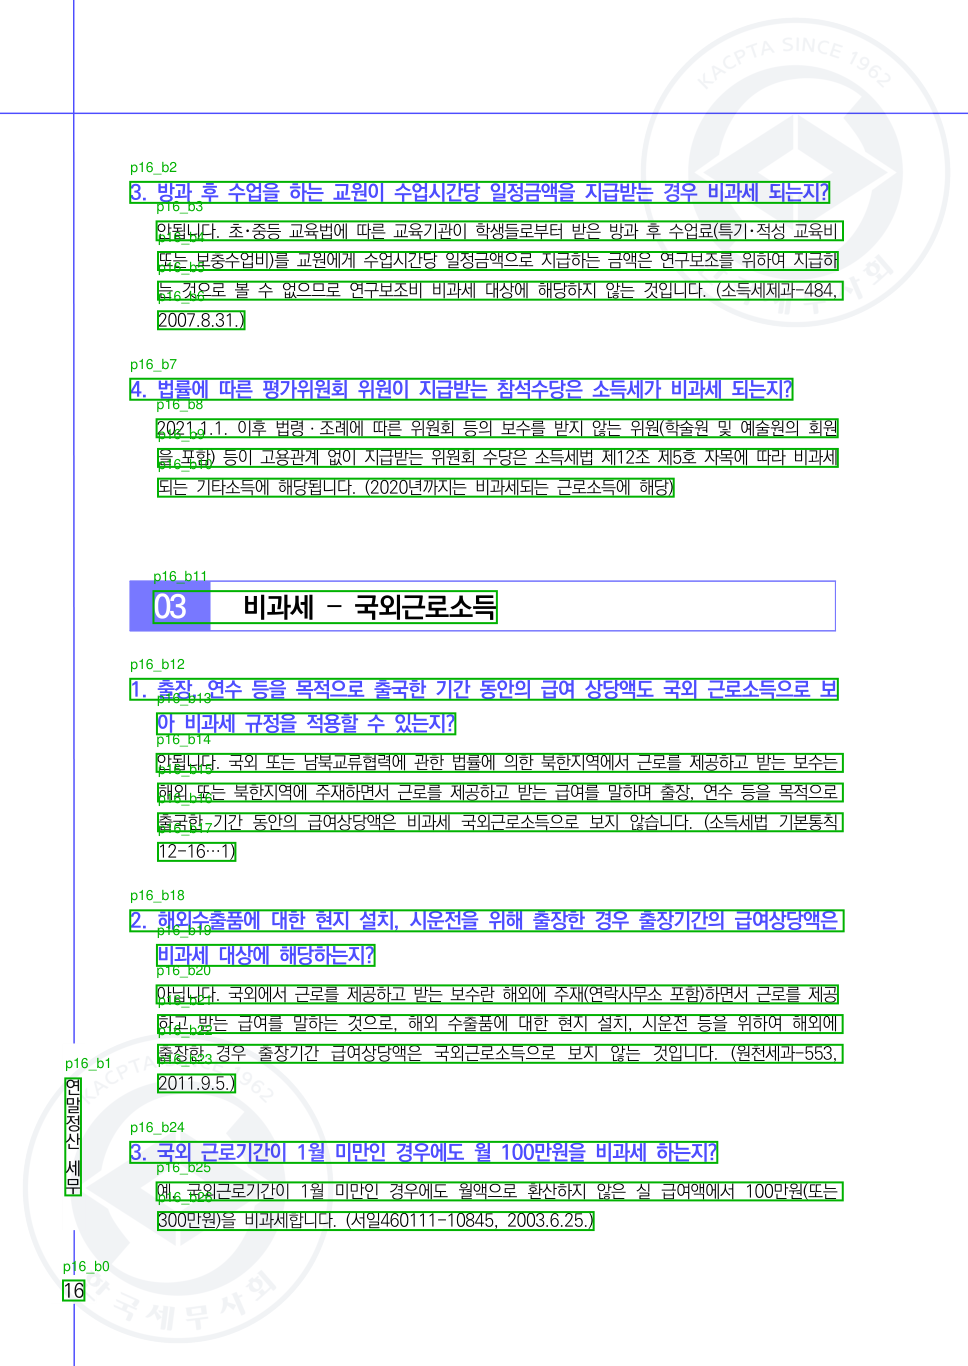 KACPTA SINCE 1962
p16_b2
3. 방과 후 수업을 하는 교원이 수업시간당 일정금액을 지급받는 경우 비과세 되는지?
p16_b3
안됩니다. 초·중등 교육법에 따른 교육기관이 학생들로부터 받은 방과 후 수업료(특기·적성 교육비
p16_b4
또는 보충수업비)를 교원에게 수업시간당 일정금액으로 지급하는 금액은 연구보조를 위하여 지급하
p16_b5
는 것으로 볼 수 없으므로 연구보조비 비과세 대상에 해당하지 않는 것입니다. (소득세제과-484,
p16_b6
2007.8.31.)
p16_b7
4. 법률에 따른 평가위원회 위원이 지급받는 참석수당은 소득세가 비과세 되는지?
p16_b8
2021.1.1. 이후 법령·조례에 따른 위원회 등의 보수를 받지 않는 위원(학술원 및 예술원의 회원
p16_b9
을 포함) 등이 고용관계 없이 지급받는 위원회 수당은 소득세법 제12조 제5호 자목에 따라 비과세
p16_b10
되는 기타소득에 해당됩니다. (2020년까지는 비과세되는 근로소득에 해당)
p16_b11
03 비과세 - 국외근로소득
p16_b12
1. 출장, 연수 등을 목적으로 출국한 기간 동안의 급여 상당액도 국외 근로소득으로 보
p16_b13
아 비과세 규정을 적용할 수 있는지?
p16_b14
안됩니다. 국외 또는 남북교류협력에 관한 법률에 의한 북한지역에서 근로를 제공하고 받는 보수는
p16_b15
해외 또는 북한지역에 주재하면서 근로를 제공하고 받는 급여를 말하며 출장, 연수 등을 목적으로
p16_b16
출국한 기간 동안의 급여상당액은 비과세 국외근로소득으로 보지 않습니다. (소득세법 기본통칙
p16_b17
12-16…1)
p16_b18
2. 해외수출품에 대한 현지 설치, 시운전을 위해 출장한 경우 출장기간의 급여상당액은
p16_b19
비과세 대상에 해당하는지?
p16_b20
아닙니다. 국외에서 근로를 제공하고 받는 보수란 해외에 주재(연락사무소 포함)하면서 근로를 제공
p16_b21
하고 받는 급여를 말하는 것으로, 해외 수출품에 대한 현지 설치, 시운전 등을 위하여 해외에
p16_b22
출장한 경우 출장기간 급여상당액은 국외근로소득으로 보지 않는 것입니다. (원천세과-553,
p16_b23
2011.9.5.)
p16_b24
3. 국외 근로기간이 1월 미만인 경우에도 월 100만원을 비과세 하는지?
p16_b25
예. 국외근로기간이 1월 미만인 경우에도 월액으로 환산하지 않은 실 급여액에서 100만원(또는
p16_b26
300만원)을 비과세합니다. (서일460111-10845, 2003.6.25.)
p16_b1
연말정산 세무
p16_b0
16
KACPTA SINCE 1962
한국세무사회